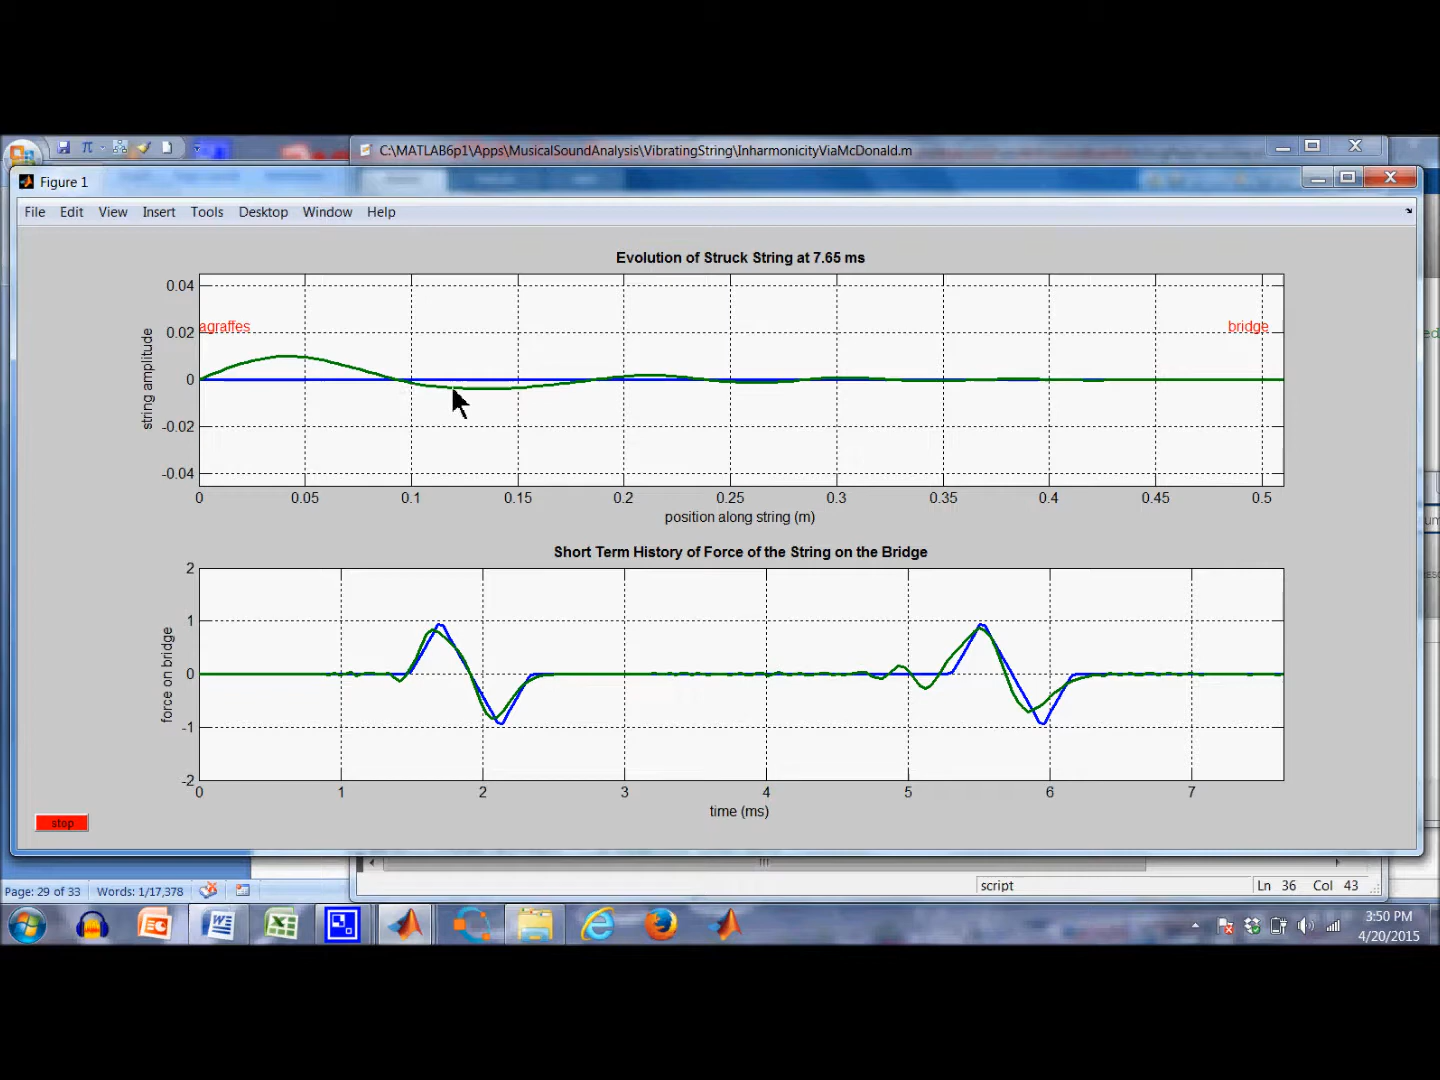 C:\MATLAB6p1\Apps\MusicalSoundAnalysis\VibratingString\InharmonicityViaMcDonald.m
Figure 1
File Edit View Insert Tools Desktop Window Help
Evolution of Struck String at 7.65 ms
0.04
0.02
0
-0.02
-0.04
string amplitude
agraffes
bridge
0 0.05 0.1 0.15 0.2 0.25 0.3 0.35 0.4 0.45 0.5
position along string (m)
Short Term History of Force of the String on the Bridge
2
1
0
-1
-2
force on bridge
0 1 2 3 4 5 6 7
time (ms)
stop
script Ln 36 Col 43
Page: 29 of 33 Words: 1/17,378
3:50 PM
4/20/2015